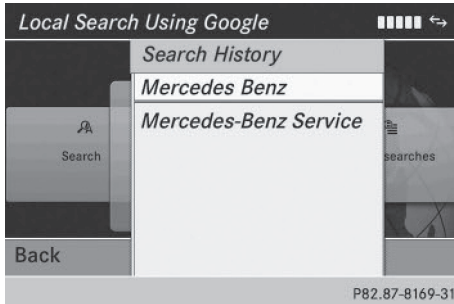 Local Search Using Google
Search History
Mercedes Benz
Mercedes-Benz Service
Search
searches
Back
P82.87-8169-31